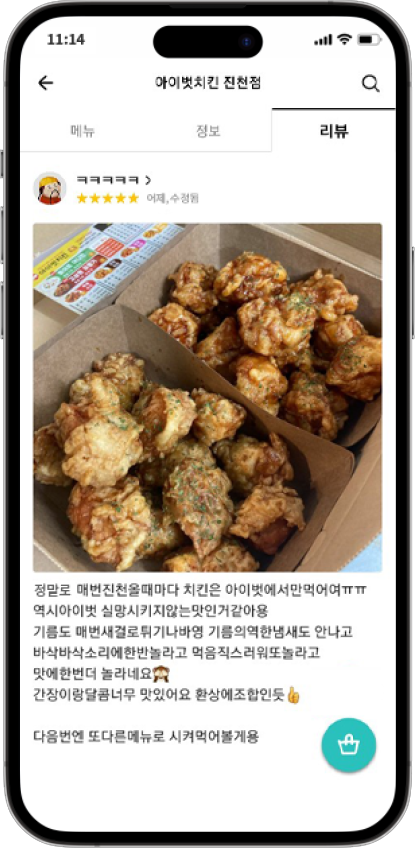 11:14
아이벗치킨 진천점
메뉴
정보
리뷰
ㅋㅋㅋㅋㅋ >
★★★★★ 어제, 수정됨
정말로 매번진천올때마다 치킨은 아이벗에서만먹어여ㅠㅠ
역시아이벗 실망시키지않는맛인거같아용
기름도 매번새걸로튀기나바영 기름의역한냄새도 안나고
바삭바삭소리에한반놀라고 먹음직스러워또놀라고
맛에한번더 놀라네요🙈
간장이랑달콤너무 맛있어요 환상에조합인듯👍
다음번엔 또다른메뉴로 시켜먹어볼게용